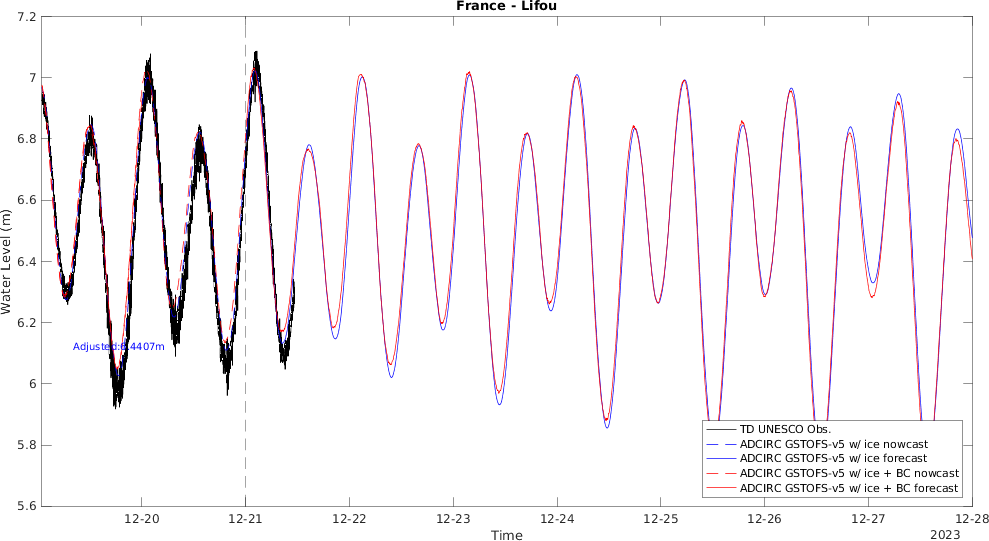 France - Lifou
7.2
7
6.8
6.6
6.4
6.2
6
5.8
5.6
Water Level (m)
Adjusted:6.4407m
TD UNESCO Obs.
ADCIRC GSTOFS-v5 w/ ice nowcast
ADCIRC GSTOFS-v5 w/ ice forecast
ADCIRC GSTOFS-v5 w/ ice + BC nowcast
ADCIRC GSTOFS-v5 w/ ice + BC forecast
12-20 12-21 12-22 12-23 12-24 12-25 12-26 12-27 12-28
Time
2023